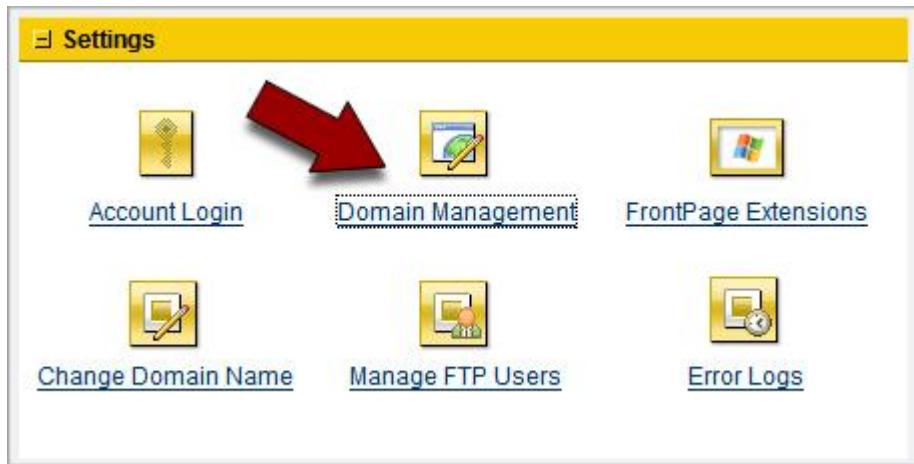 Settings
Account Login
Domain Management
FrontPage Extensions
Change Domain Name
Manage FTP Users
Error Logs